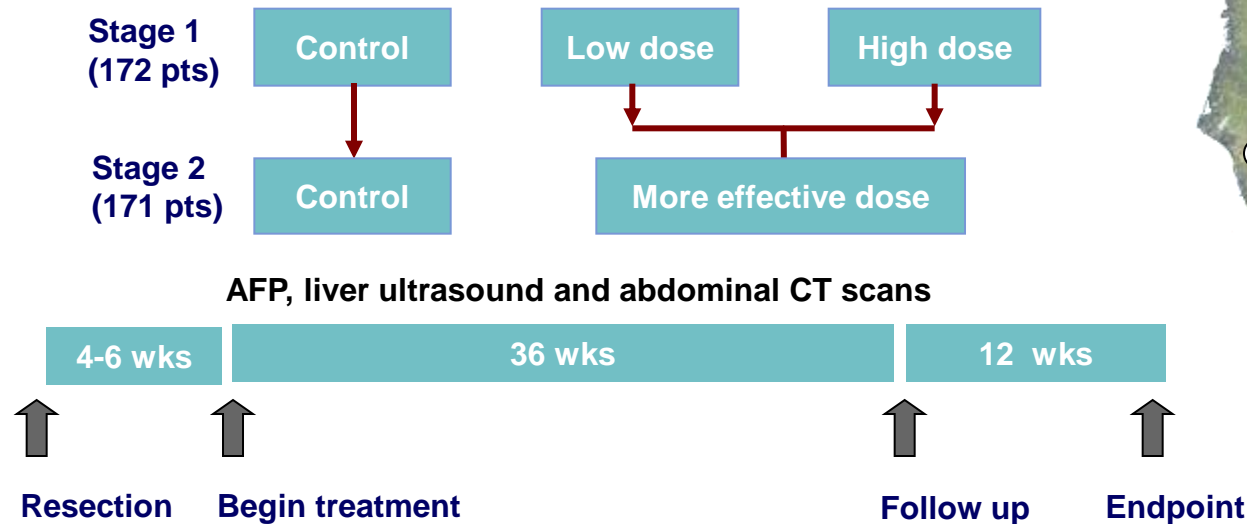 Stage 1
(172 pts)
Control
Low dose
High dose
Stage 2
(171 pts)
Control
More effective dose
AFP, liver ultrasound and abdominal CT scans
4-6 wks
36 wks
12 wks
Resection
Begin treatment
Follow up
Endpoint